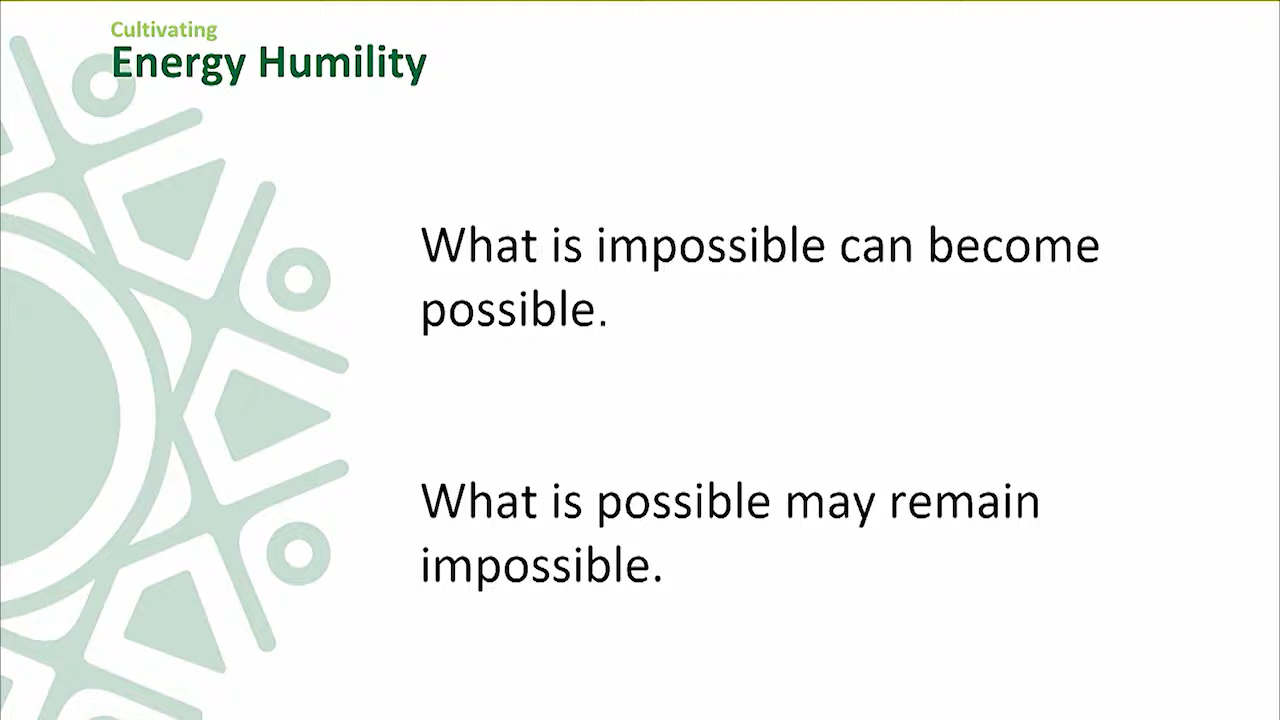 Cultivating
Energy Humility
What is impossible can become
possible.
What is possible may remain
impossible.